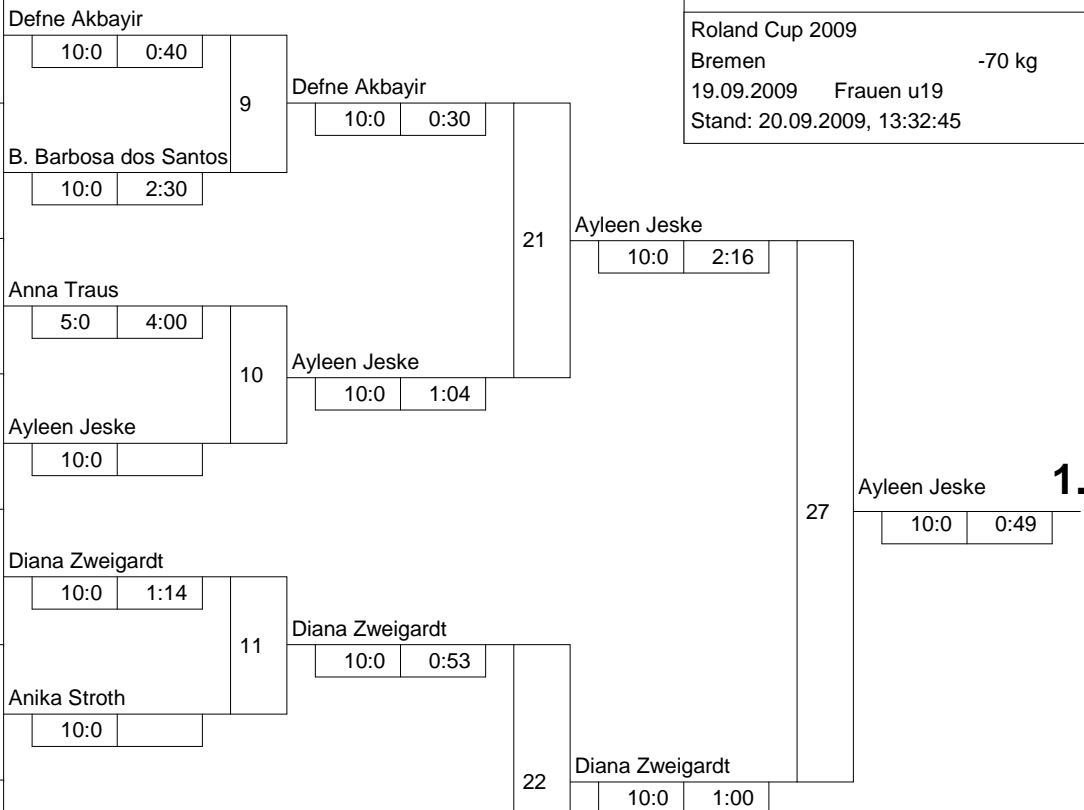 Roland Cup 2009
Bremen -70 kg
19.09.2009 Frauen u19
Stand: 20.09.2009, 13:32:45
Defne Akbayir
10:0 0:40
9
Defne Akbayir
10:0 0:30
B. Barbosa dos Santos
10:0 2:30
21
Ayleen Jeske
10:0 2:16
Anna Traus
5:0 4:00
10
Ayleen Jeske
10:0 1:04
Ayleen Jeske
10:0
27
Ayleen Jeske 1.
10:0 0:49
Diana Zweigardt
10:0 1:14
11
Diana Zweigardt
10:0 0:53
Anika Stroth
10:0
22
Diana Zweigardt
10:0 1:00